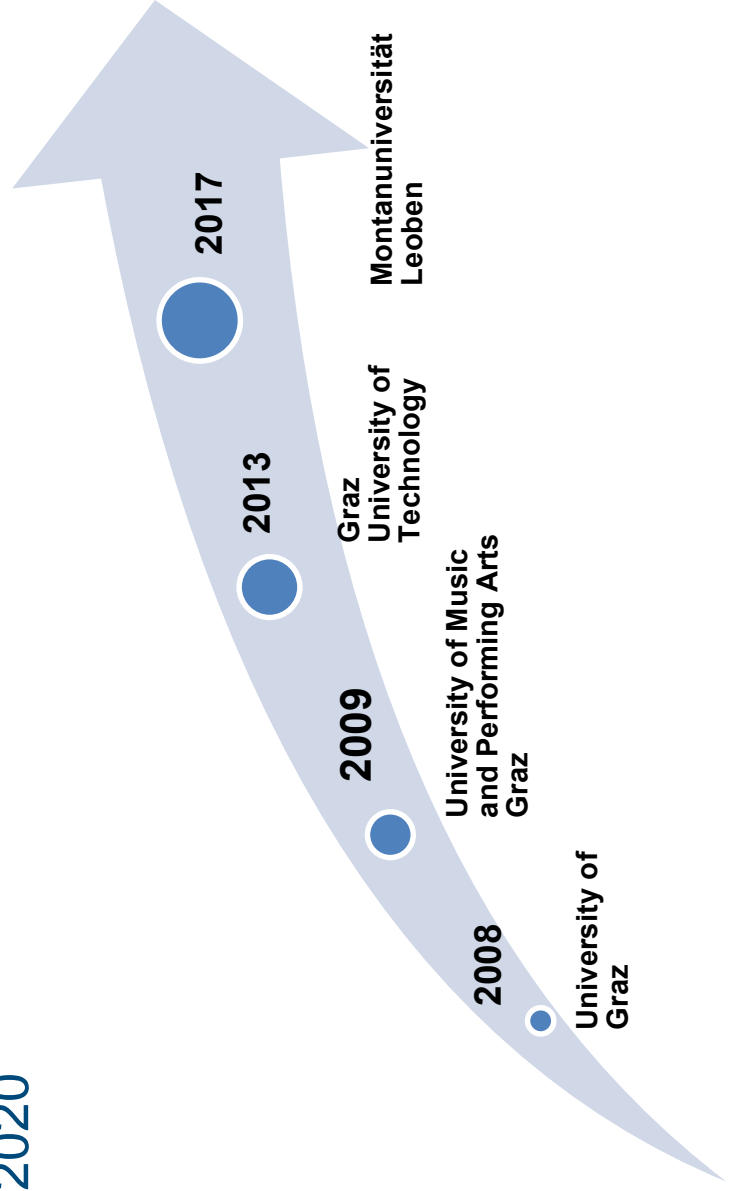 2020
2008
University of
Graz
2009
University of Music
and Performing Arts
Graz
2013
Graz
University of
Technology
2017
Montanuniversität
Leoben